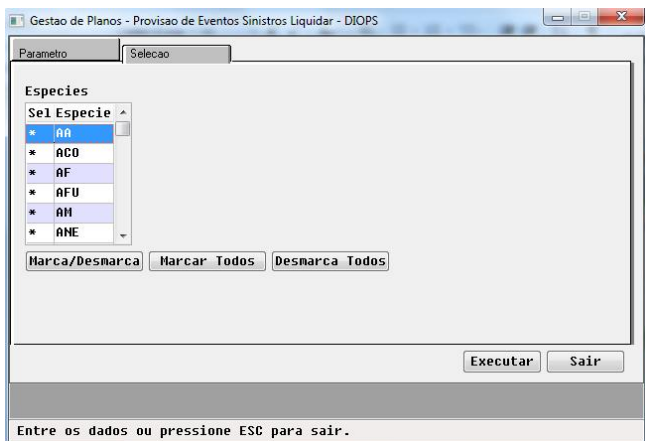 Gestao de Planos - Provisao de Eventos Sinistros Liquidar - DIOPS
Parametro Selecao
Especies
Sel Especie
* AA
* ACO
* AF
* AFU
* AM
* ANE
Marca/Desmarca Marcar Todos Desmarca Todos
Executar Sair
Entre os dados ou pressione ESC para sair.